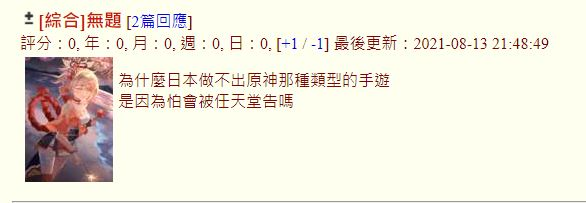 [綜合]無題 [2篇回應]
評分：0, 年：0, 月：0, 週：0, 日：0, [+1 / -1] 最後更新：2021-08-13 21:48:49
為什麼日本做不出原神那種類型的手遊
是因為怕會被任天堂告嗎